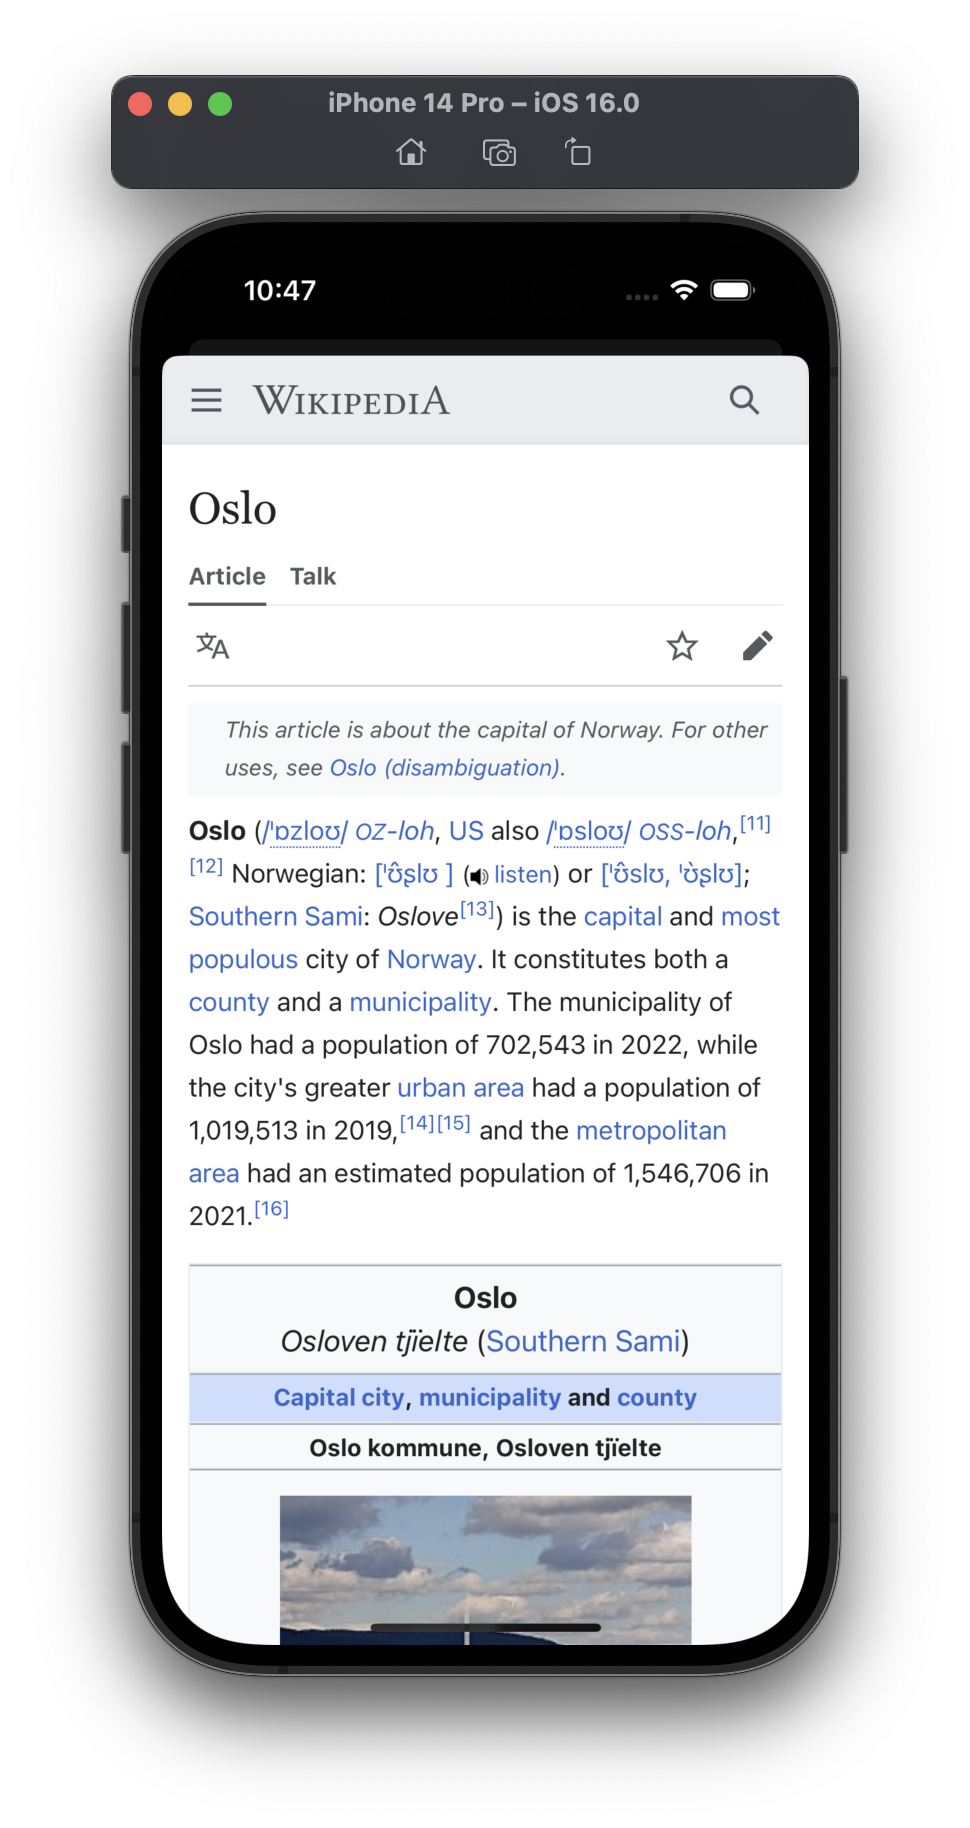 iPhone 14 Pro – iOS 16.0
10:47
WIKIPEDIA
Oslo
Article Talk
This article is about the capital of Norway. For other
uses, see Oslo (disambiguation).
Oslo (/ˈɒzloʊ/ OZ-loh, US also /ˈɒsloʊ/ OSS-loh,[11]
[12] Norwegian: [ˈʊ̂ʂlʊ ] (listen) or [ˈʊ̂slʊ, ˈʊ̀ʂlʊ];
Southern Sami: Oslove[13]) is the capital and most
populous city of Norway. It constitutes both a
county and a municipality. The municipality of
Oslo had a population of 702,543 in 2022, while
the city's greater urban area had a population of
1,019,513 in 2019,[14][15] and the metropolitan
area had an estimated population of 1,546,706 in
2021.[16]
Oslo
Osloven tjïelte (Southern Sami)
Capital city, municipality and county
Oslo kommune, Osloven tjïelte